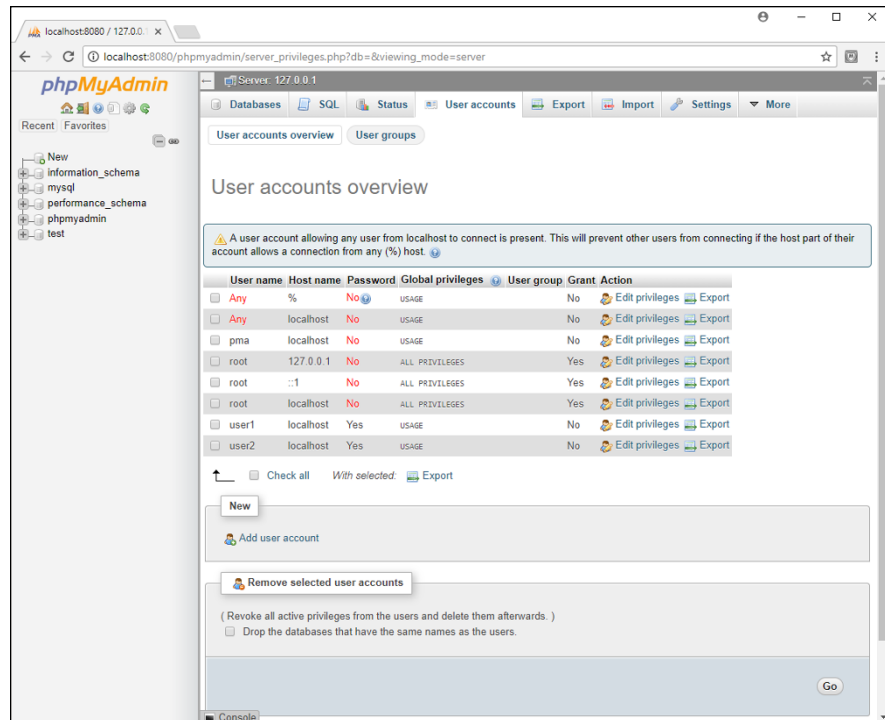 localhost:8080 / 127.0.0.1
localhost:8080/phpmyadmin/server_privileges.php?db=&viewing_mode=server
phpMyAdmin
Recent Favorites
New
information_schema
mysql
performance_schema
phpmyadmin
test
Server: 127.0.0.1
Databases SQL Status User accounts Export Import Settings More
User accounts overview User groups
User accounts overview
A user account allowing any user from localhost to connect is present. This will prevent other users from connecting if the host part of their
account allows a connection from any (%) host.
User name Host name Password Global privileges User group Grant Action
Any % No USAGE No Edit privileges Export
Any localhost No USAGE No Edit privileges Export
pma localhost No USAGE No Edit privileges Export
root 127.0.0.1 No ALL PRIVILEGES Yes Edit privileges Export
root ::1 No ALL PRIVILEGES Yes Edit privileges Export
root localhost No ALL PRIVILEGES Yes Edit privileges Export
user1 localhost Yes USAGE No Edit privileges Export
user2 localhost Yes USAGE No Edit privileges Export
Check all With selected: Export
New
Add user account
Remove selected user accounts
( Revoke all active privileges from the users and delete them afterwards. )
Drop the databases that have the same names as the users.
Go
Console